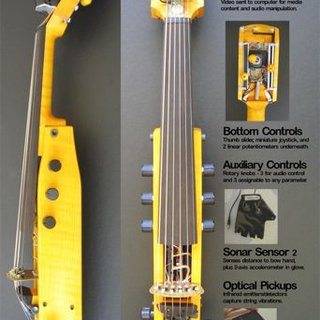 Video sent to computer for media
content and audio manipulation.
Bottom Controls
Thumb slider, miniature joystick, and
2 linear potentiometers underneath
Auxiliary Controls
Rotary knobs - 3 for audio control
and 3 assignable to any parameter
Sonar Sensor 2
Senses distance to bow hand,
plus 2-axis accelerometer in glove.
Optical Pickups
Infrared emitters/detectors
capture string vibrations.